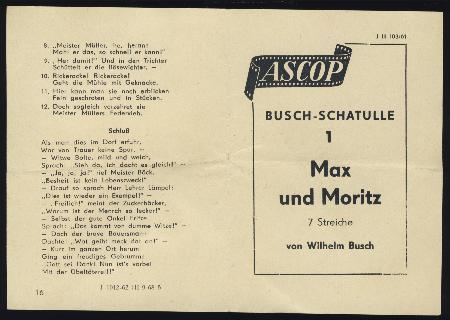 8. „Meister Müller, he, heran!
Mahl er das, so schnell er kann!"
9. „Her damit!" Und in den Trichter
Schüttelt er die Bösewichter. —
10. Rickeracke! Rickeracke!
Geht die Mühle mit Geknacke.
11. Hier kann man sie noch erblicken
Fein geschroten und in Stücken.
12. Doch sogleich verzehrt sie
Meister Müllers Federvieh.
Schluß
Als man dies im Dorf erfuhr,
War von Trauer keine Spur. —
— Witwe Bolte, mild und weich,
Sprach: „Sieh da, ich dacht es gleich!" —
— „Ja, ja, ja!" rief Meister Böck,
„Bosheit ist kein Lebenszweck!"
— Drauf so sprach Herr Lehrer Lämpel:
„Dies ist wieder ein Exempel!" —
— „Freilich!" meint der Zuckerbäcker,
„Warum ist der Mensch so lecker!" —
— Selbst der gute Onkel Fritze
Sprach: „Das kommt von dumme Witze!" —
— Doch der brave Bauersmann
Dachte: „Wat geiht meck dat an!" —
— Kurz im ganzen Ort herum
Ging ein freudiges Gebrumm:
„Gott sei Dank! Nun ist's vorbei
Mit der Übeltäterei!!"
16
J 1012-62 III 9 68 5
J III 103/61
ASCOP
BUSCH-SCHATULLE
1
Max
und Moritz
7 Streiche
von Wilhelm Busch